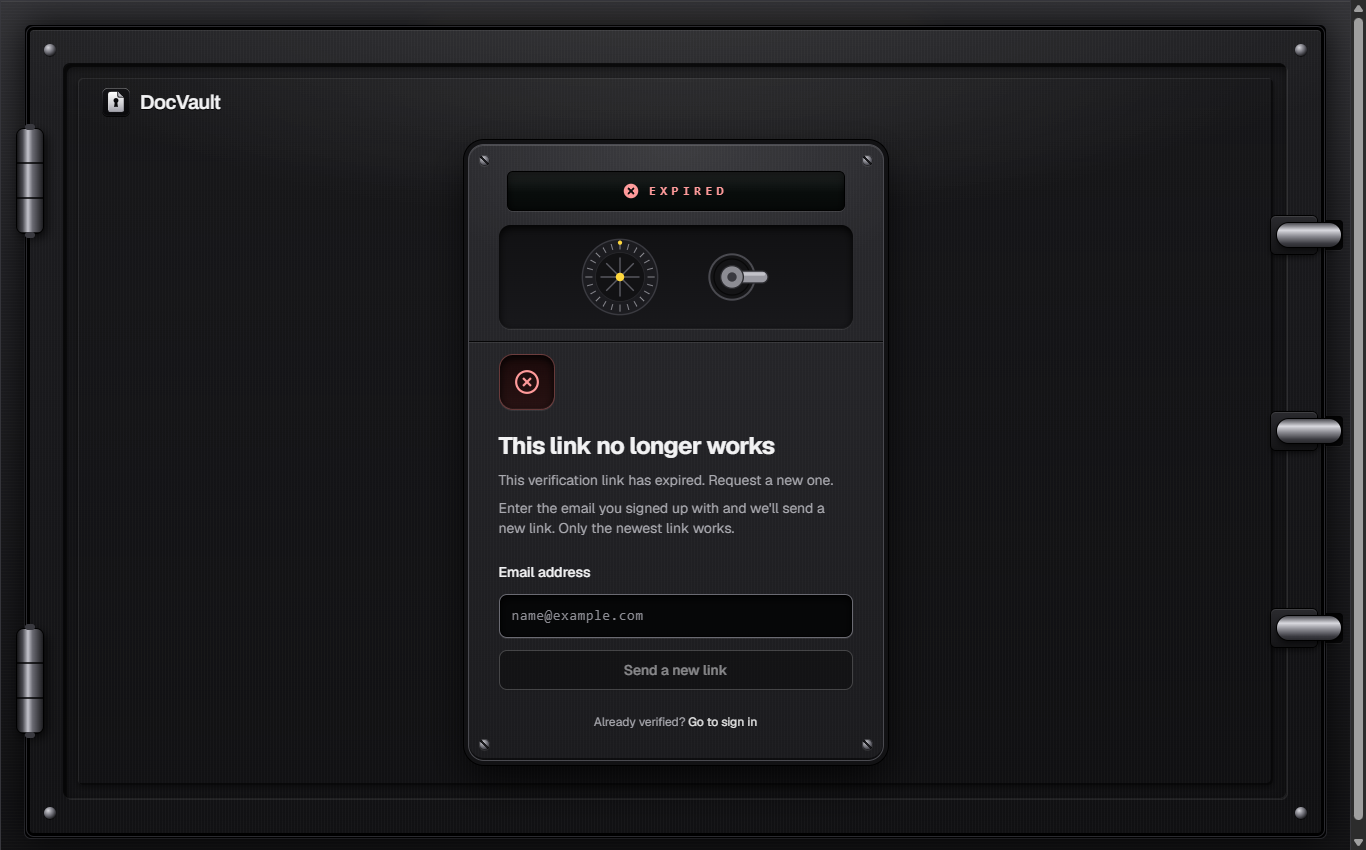 DocVault
EXPIRED
This link no longer works
This verification link has expired. Request a new one.
Enter the email you signed up with and we'll send a
new link. Only the newest link works.
Email address
name@example.com
Send a new link
Already verified? Go to sign in